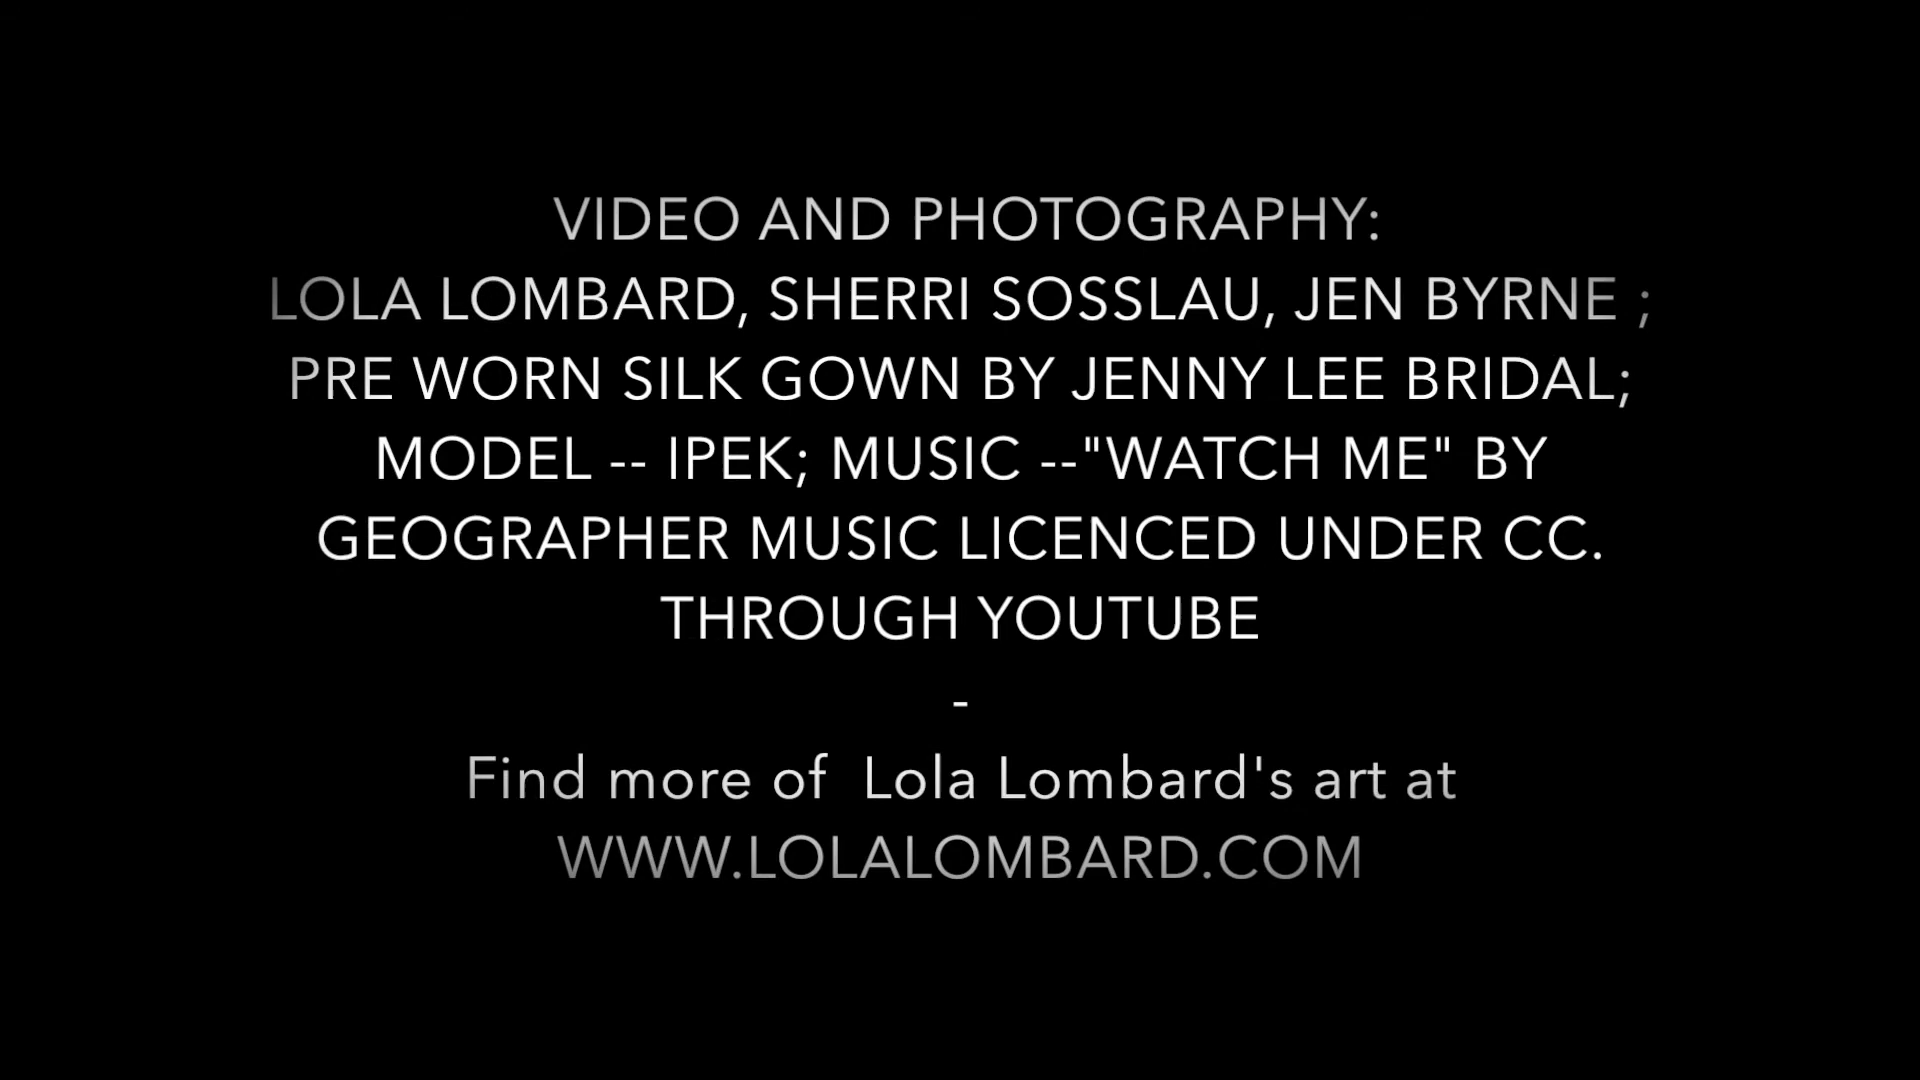 VIDEO AND PHOTOGRAPHY:
LOLA LOMBARD, SHERRI SOSSLAU, JEN BYRNE ;
PRE WORN SILK GOWN BY JENNY LEE BRIDAL;
MODEL -- IPEK; MUSIC --"WATCH ME" BY
GEOGRAPHER MUSIC LICENCED UNDER CC.
THROUGH YOUTUBE
-
Find more of  Lola Lombard's art at
WWW.LOLALOMBARD.COM